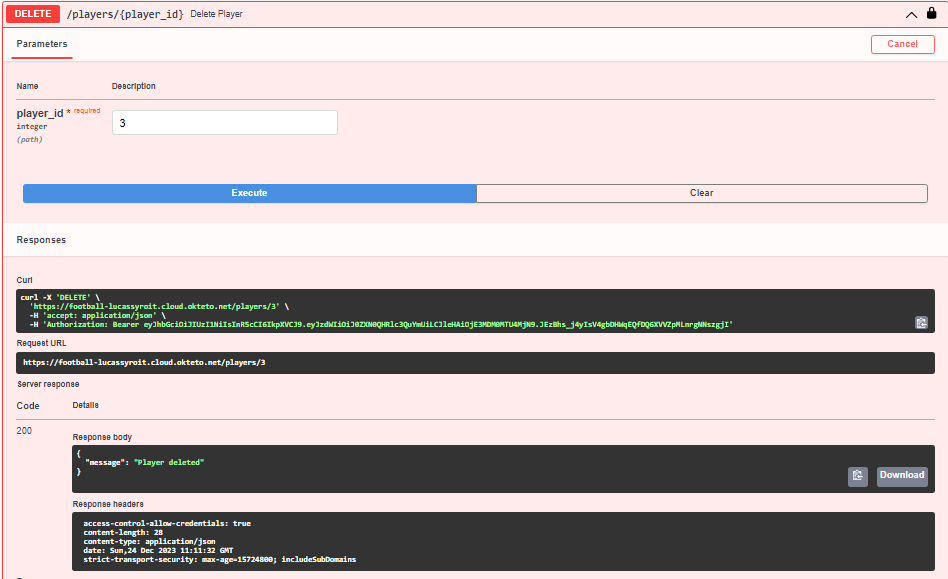 DELETE /players/{player_id} Delete Player
Parameters
Cancel
Name Description
player_id * required
integer
(path)
3
Execute Clear
Responses
Curl
curl -X 'DELETE' \
'https://football-lucassyroit.cloud.okteto.net/players/3' \
-H 'accept: application/json' \
-H 'Authorization: Bearer
Request URL
https://football-lucassyroit.cloud.okteto.net/players/3
Server response
Code Details
200
Response body
{
"message": "Player deleted"
}
Download
Response headers
access-control-allow-credentials: true
content-length: 28
content-type: application/json
date: Sun,24 Dec 2023 11:11:32 GMT
strict-transport-security: max-age=15724800; includeSubDomains